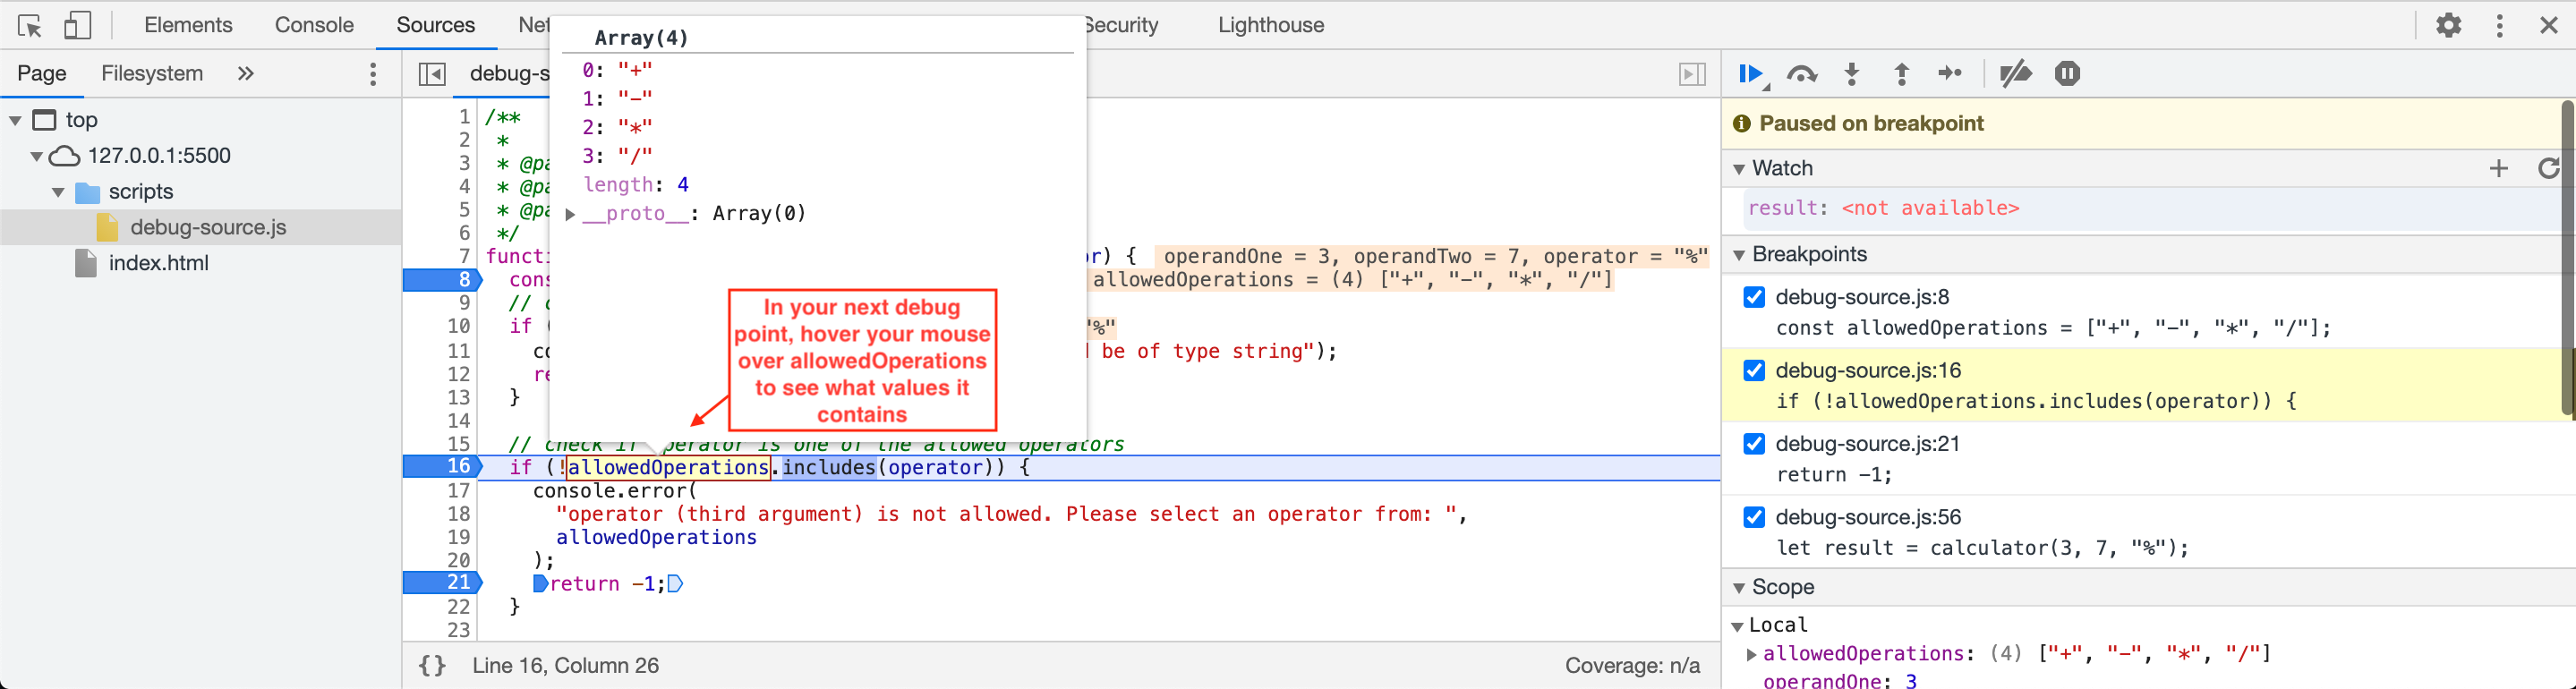 Elements Console Sources Net Security Lighthouse
Page Filesystem »
top
127.0.0.1:5500
scripts
debug-source.js
index.html
debug-s
Array(4)
0: "+"
1: "-"
2: "*"
3: "/"
length: 4
__proto__: Array(0)
In your next debug
point, hover your mouse
over allowedOperations
to see what values it
contains
1 /**
2 *
3 * @pa
4 * @pa
5 * @pa
6 */
7 functi or) { operandOne = 3, operandTwo = 7, operator = "%"
8 cons allowedOperations = (4) ["+", "-", "*", "/"]
9 // c
10 if ( "%"
11 co d be of type string");
12 re
13 }
14
15 // check if operator is one of the allowed operators
16 if (!allowedOperations.includes(operator)) {
17 console.error(
18 "operator (third argument) is not allowed. Please select an operator from: ",
19 allowedOperations
20 );
21 return -1;
22 }
23
{} Line 16, Column 26 Coverage: n/a
Paused on breakpoint
Watch
result: <not available>
Breakpoints
debug-source.js:8
const allowedOperations = ["+", "-", "*", "/"];
debug-source.js:16
if (!allowedOperations.includes(operator)) {
debug-source.js:21
return -1;
debug-source.js:56
let result = calculator(3, 7, "%");
Scope
Local
allowedOperations: (4) ["+", "-", "*", "/"]
operandOne: 3